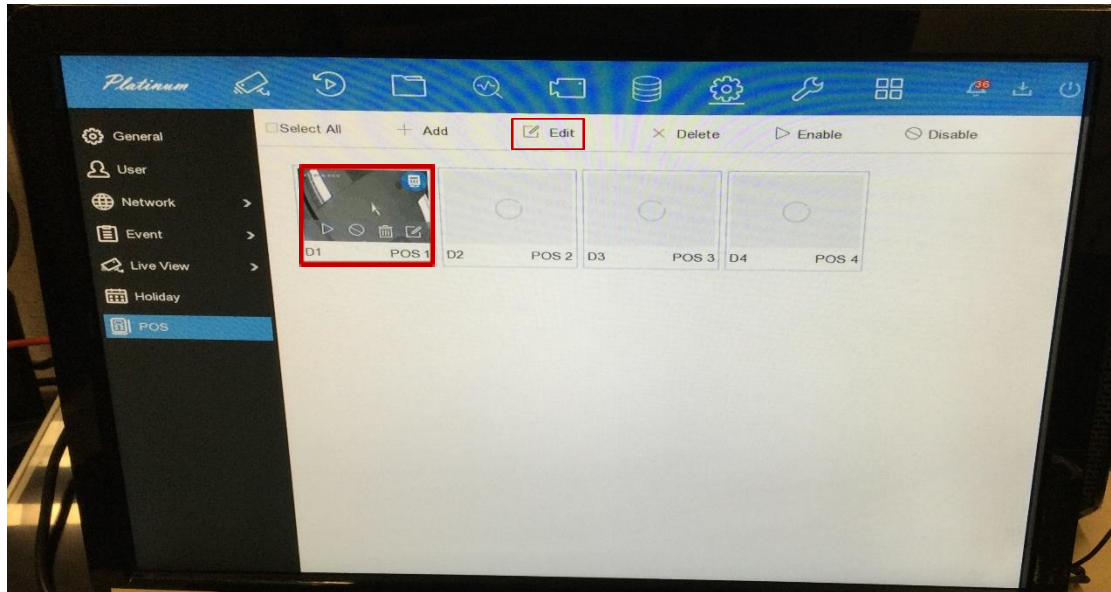 Platinum
36
Select All Add Edit Delete Enable Disable
General
User
Network
Event
Live View
Holiday
POS
D1 POS 1
D2 POS 2
D3 POS 3
D4 POS 4